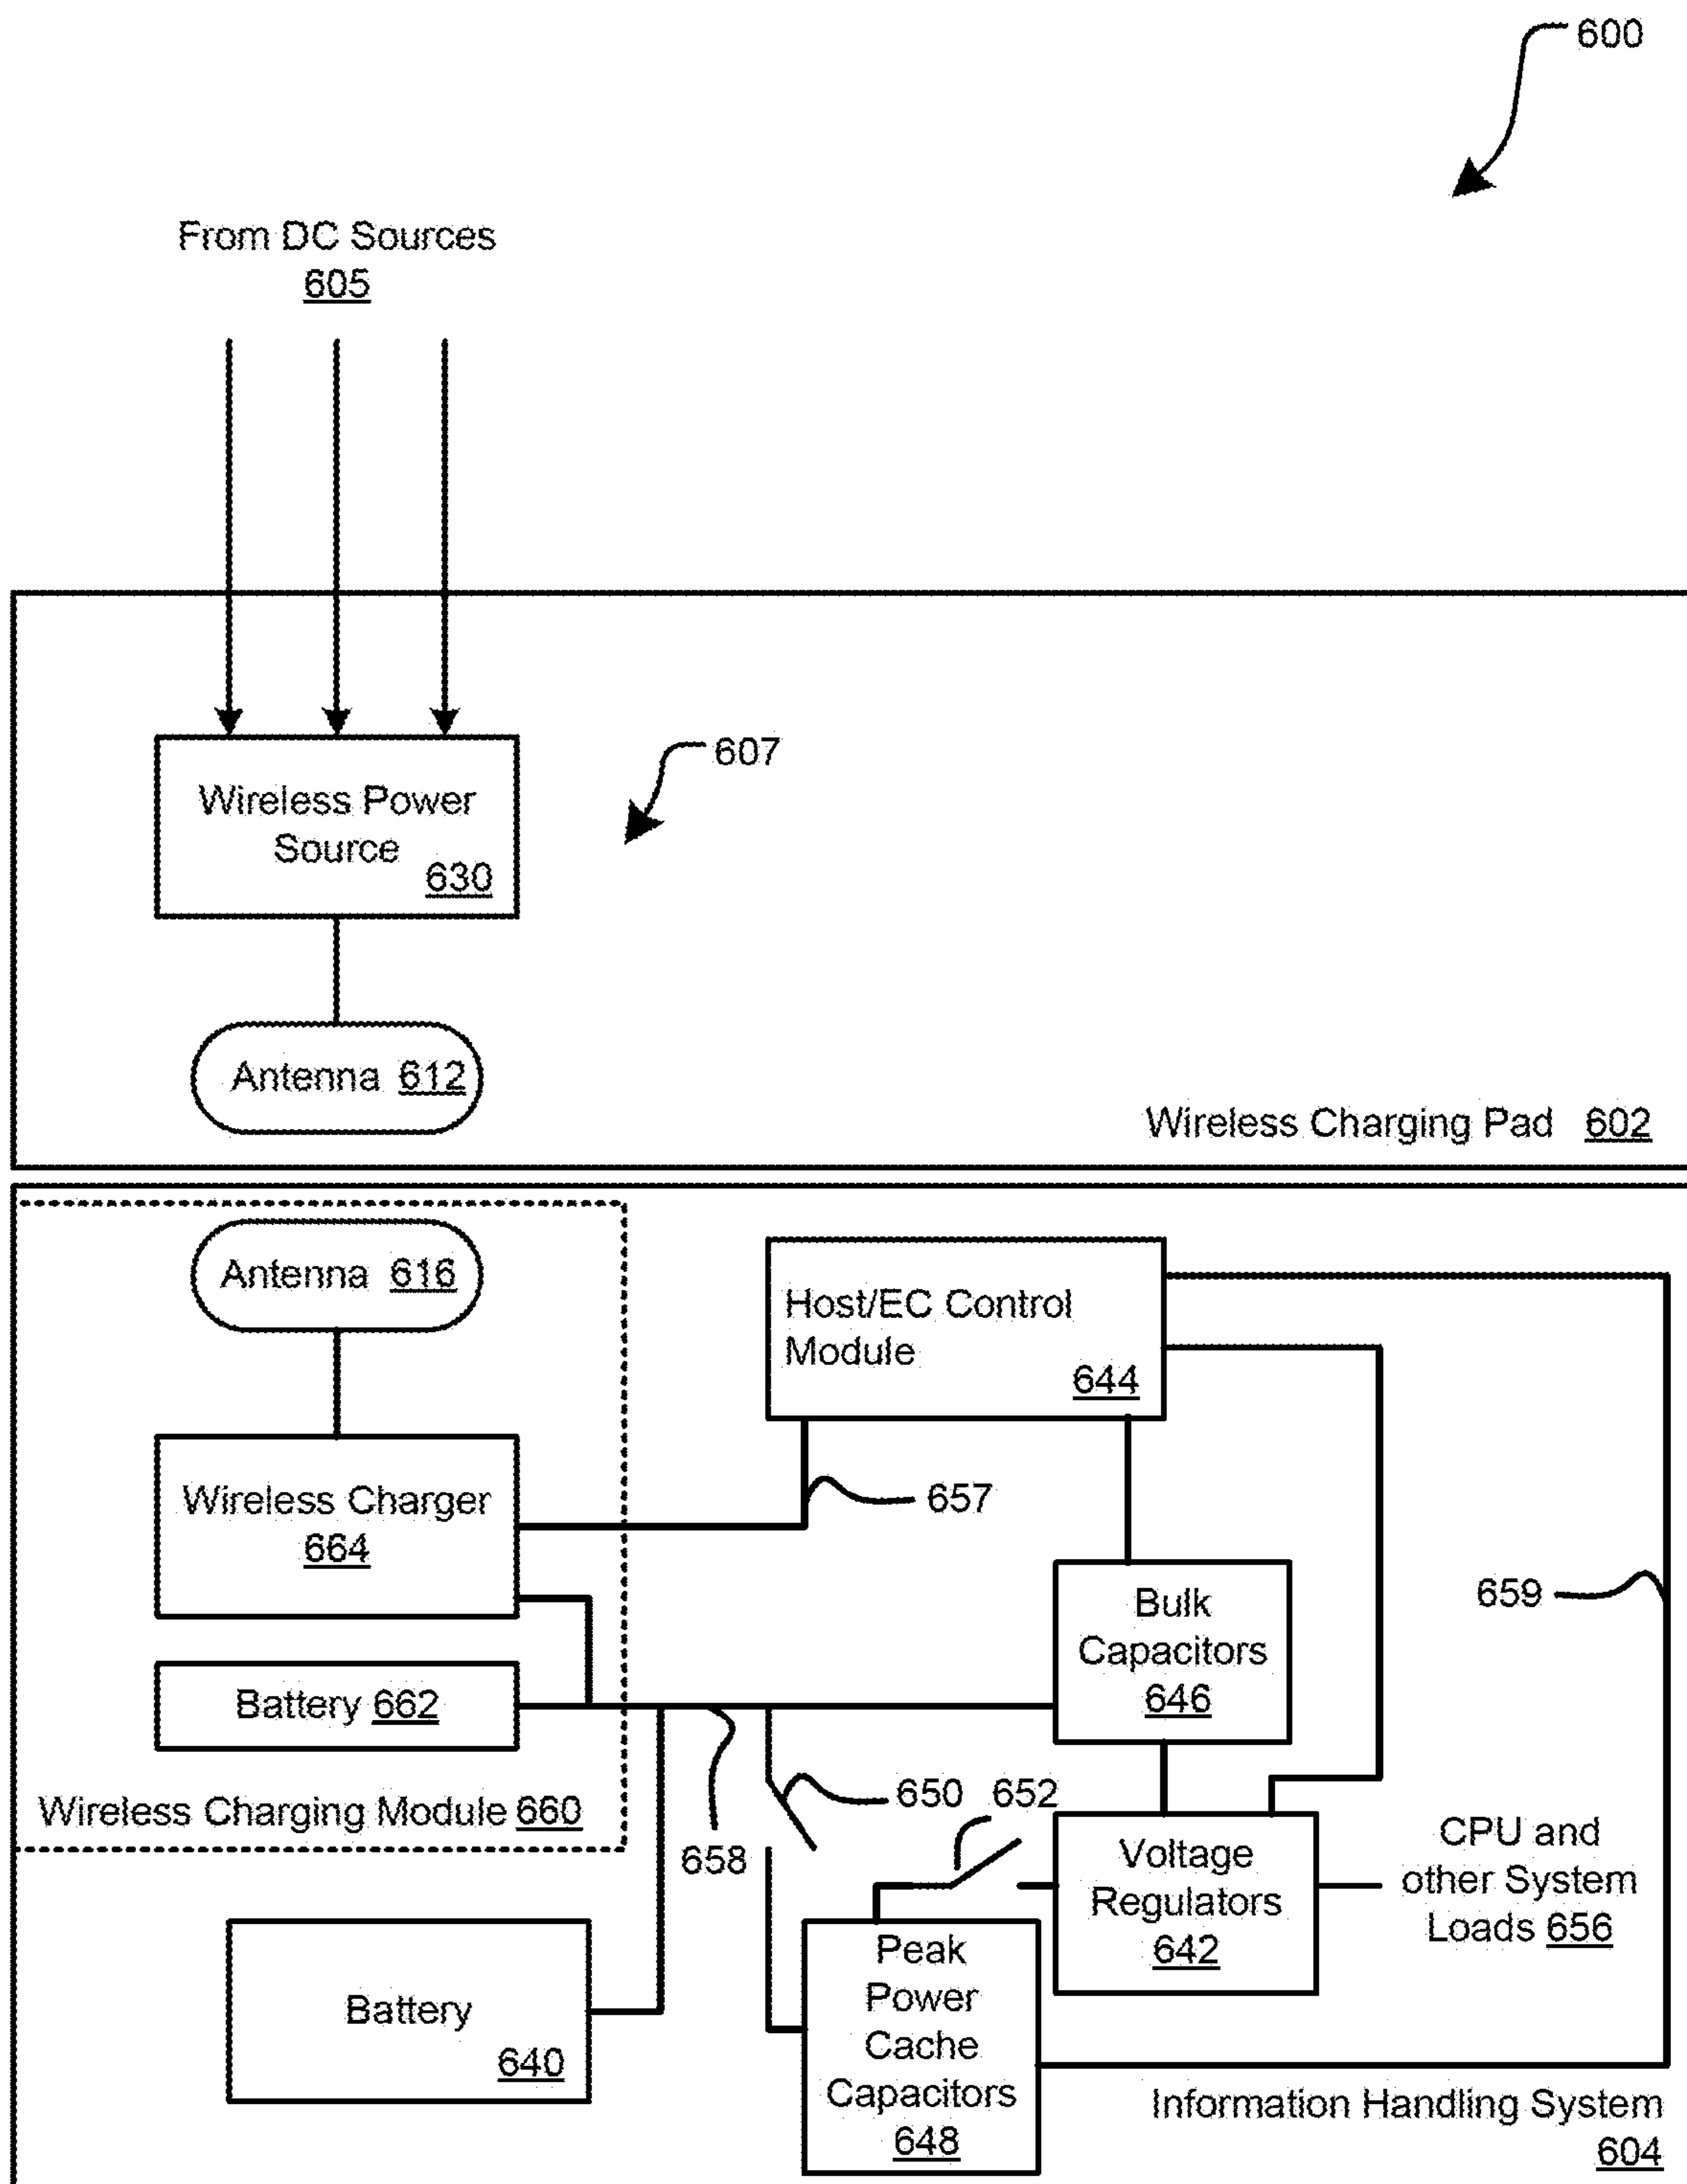 600
From DC Sources
605
607
Wireless Power
Source
630
Antenna 612
Wireless Charging Pad 602
Antenna 616
Host/EC Control
Module
644
Wireless Charger
664
657
659
Bulk
Capacitors
646
Battery 662
Wireless Charging Module 660
658
650
652
Voltage
Regulators
642
CPU and
other System
Loads 656
Battery
640
Peak
Power
Cache
Capacitors
648
Information Handling System
604